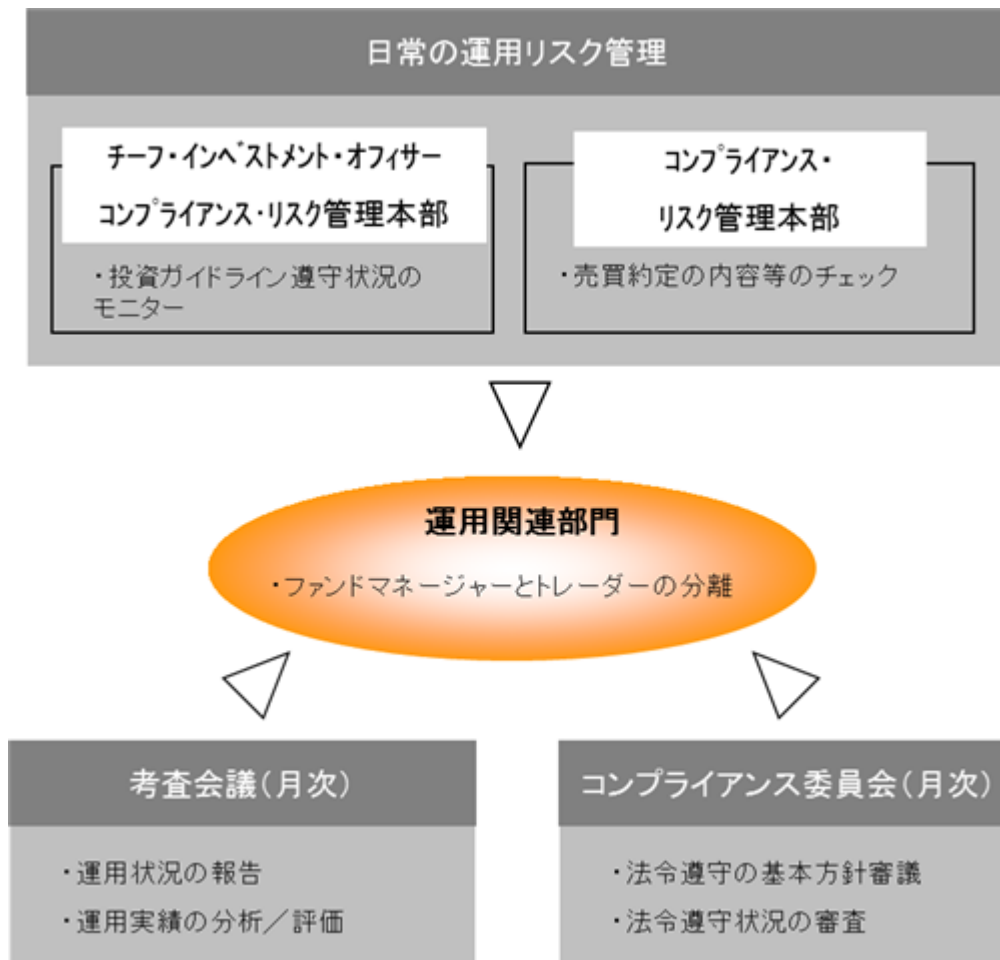 日常の運用リスク管理
チーフ・インベストメント・オフィサー
コンプライアンス・リスク管理本部
・投資ガイドライン遵守状況の
モニター
コンプライアンス・
リスク管理本部
・売買約定の内容等のチェック
運用関連部門
・ファンドマネージャーとトレーダーの分離
考査会議(月次)
・運用状況の報告
・運用実績の分析／評価
コンプライアンス委員会(月次)
・法令遵守の基本方針審議
・法令遵守状況の審査